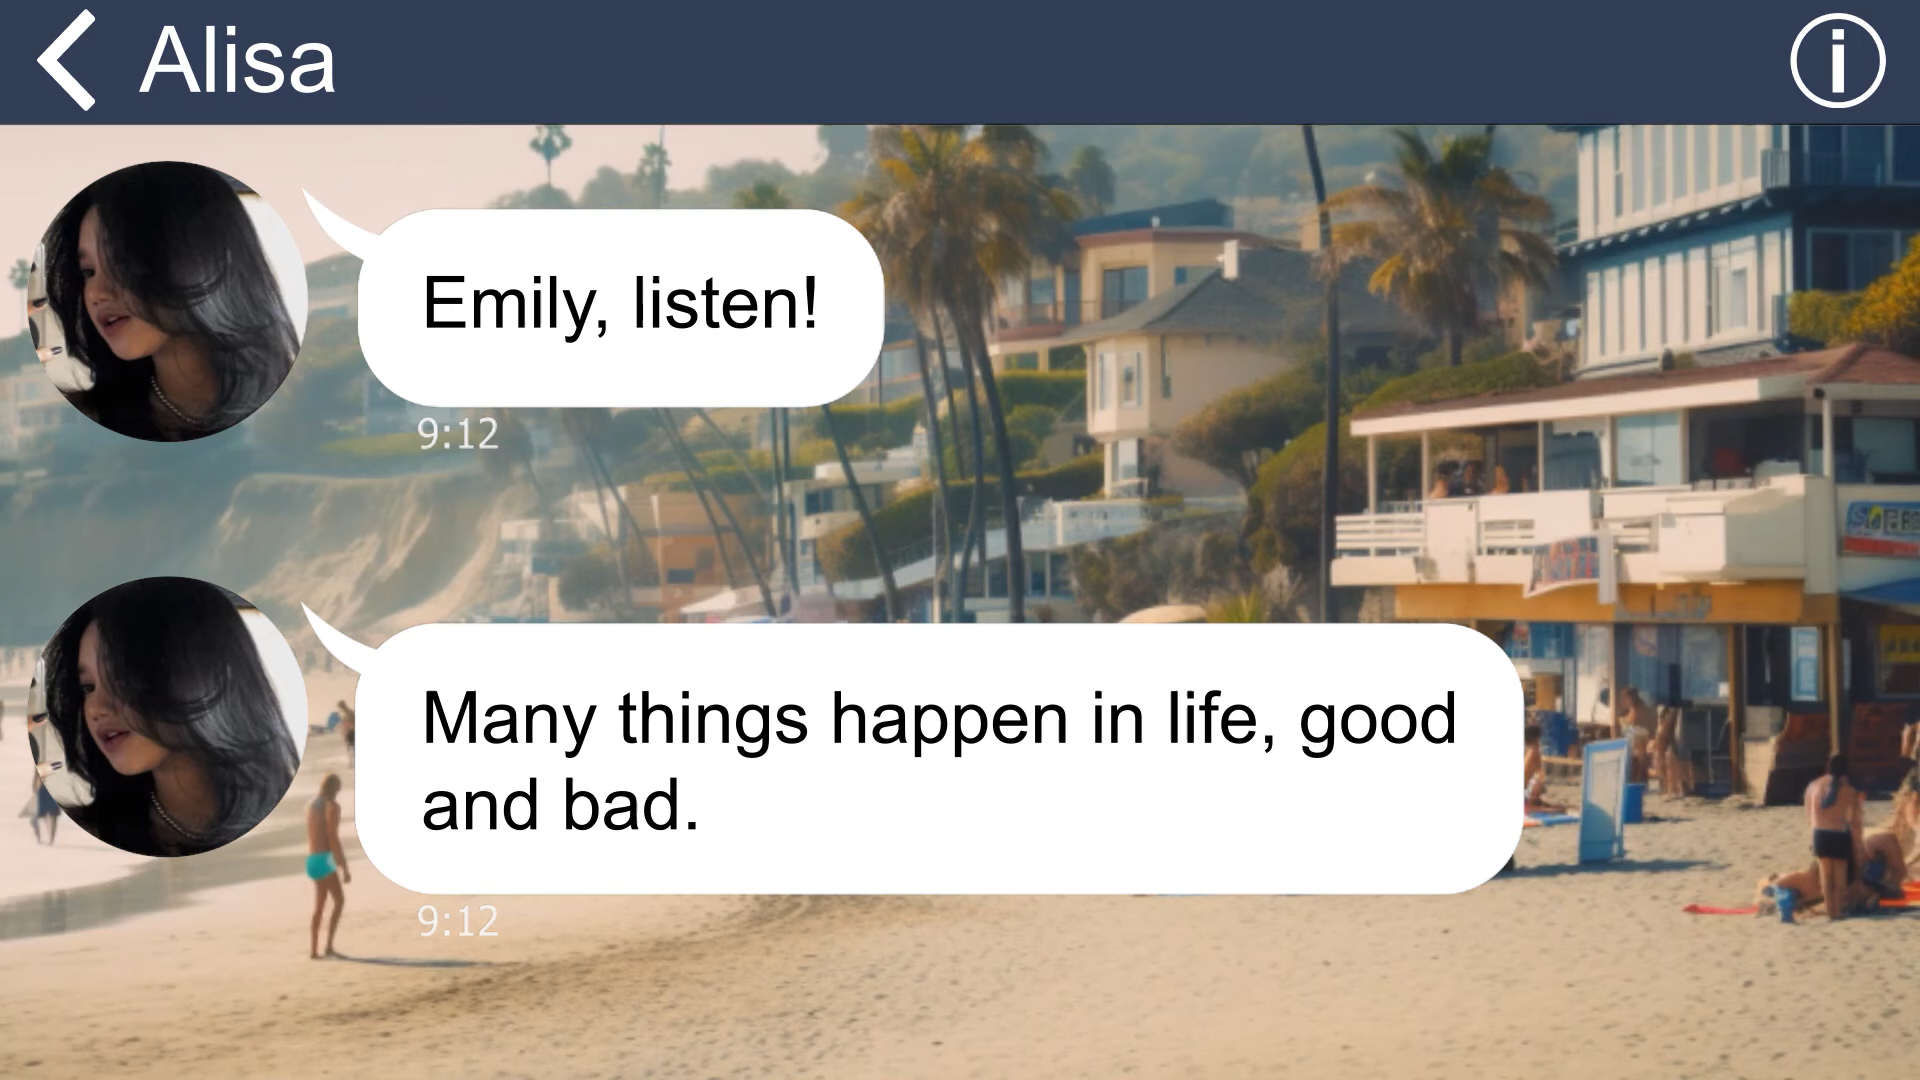 Alisa
Emily, listen!
9:12
Many things happen in life, good
and bad.
9:12